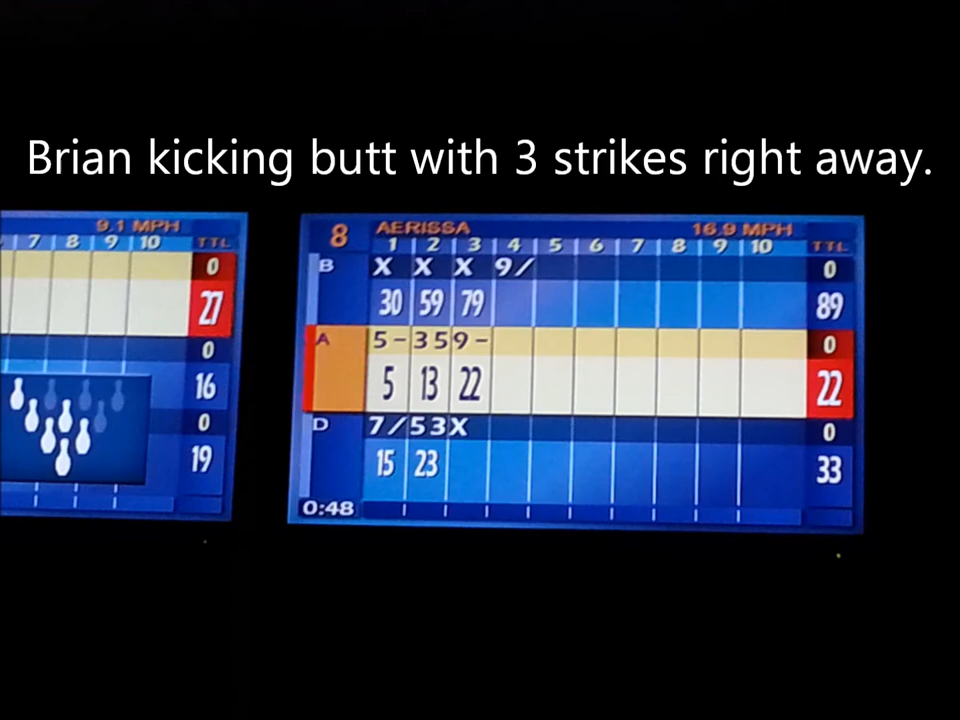 Brian kicking butt with 3 strikes right away.
9.1 MPH
7 8 9 10 TTL
0
27
0
16
0
19
8 AERISSA 16.9 MPH
1 2 3 4 5 6 7 8 9 10 TTL
B X X X 9/ 0
30 59 79 89
A 5- 35 9- 0
5 13 22 22
D 7/ 53 X 0
15 23 33
0:48